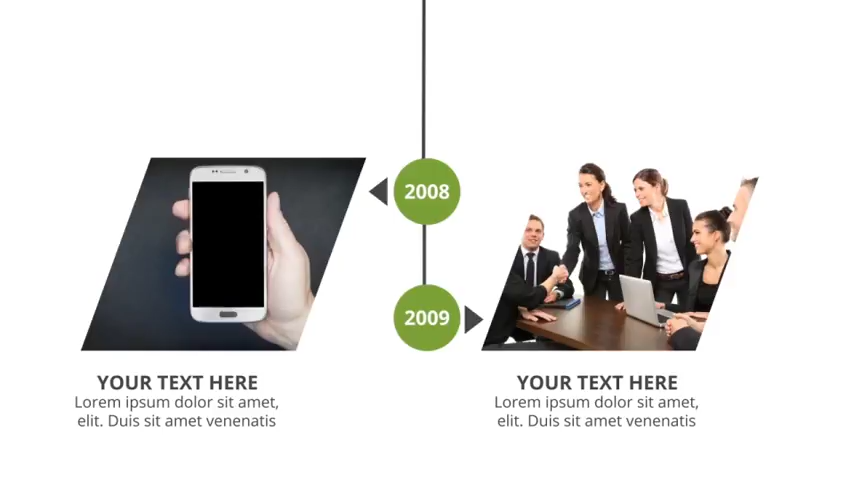 2008
2009
YOUR TEXT HERE
Lorem ipsum dolor sit amet,
elit. Duis sit amet venenatis
YOUR TEXT HERE
Lorem ipsum dolor sit amet,
elit. Duis sit amet venenatis